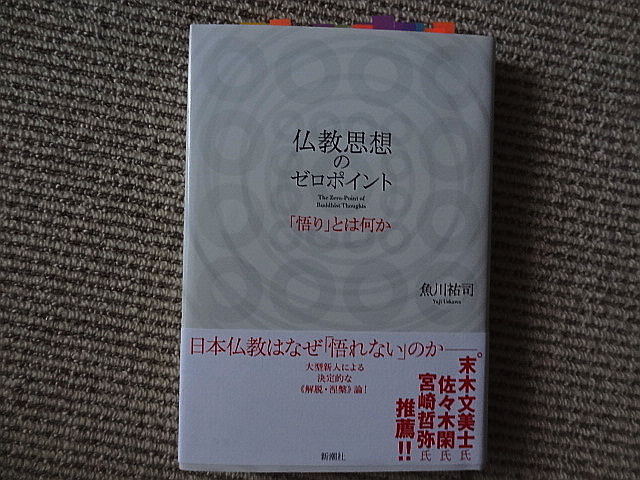 仏教思想
の
ゼロポイント
The Zero-Point of
Buddhist Thoughts
「悟り」とは何か
魚川祐司
Yuji Uokawa
日本仏教はなぜ「悟れない」のか──。
大型新人による
決定的な
《解脱・涅槃》論!
末木文美士氏
佐々木閑氏
宮崎哲弥氏
推薦!!
新潮社